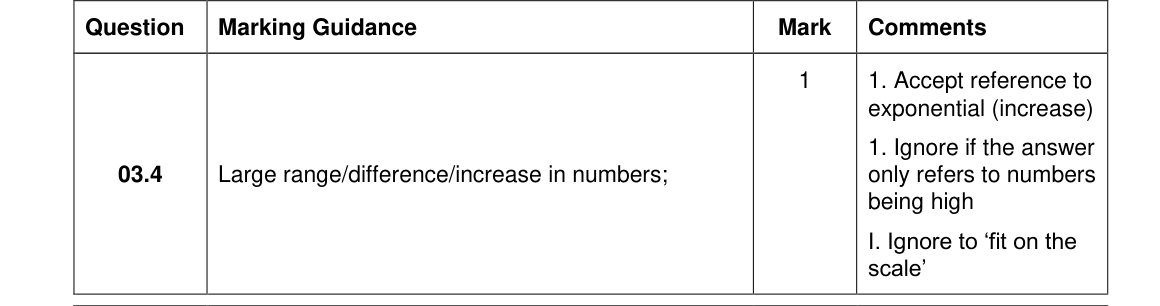 Question Marking Guidance Mark Comments
03.4 Large range/difference/increase in numbers; 1
1. Accept reference to
exponential (increase)
1. Ignore if the answer
only refers to numbers
being high
I. Ignore to ‘fit on the
scale’